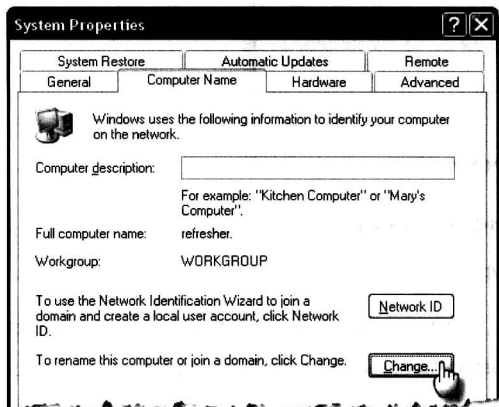 System Properties
System Restore Automatic Updates Remote
General Computer Name Hardware Advanced
Windows uses the following information to identify your computer
on the network.
Computer description:
For example: "Kitchen Computer" or "Mary's
Computer".
Full computer name: refresher.
Workgroup: WORKGROUP
To use the Network Identification Wizard to join a
domain and create a local user account, click Network
ID.
Network ID
To rename this computer or join a domain, click Change.
Change...